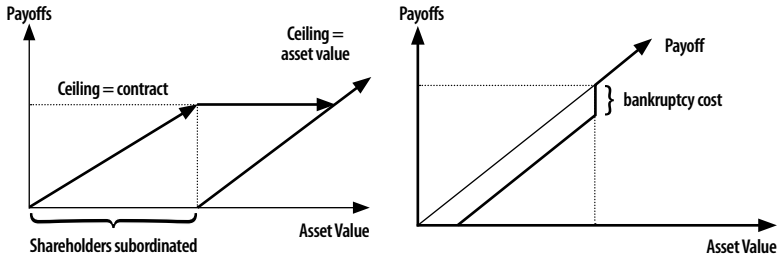 Payoffs
Ceiling =
asset value
Ceiling = contract
Asset Value
Shareholders subordinated
Payoffs
Payoff
bankruptcy cost
Asset Value